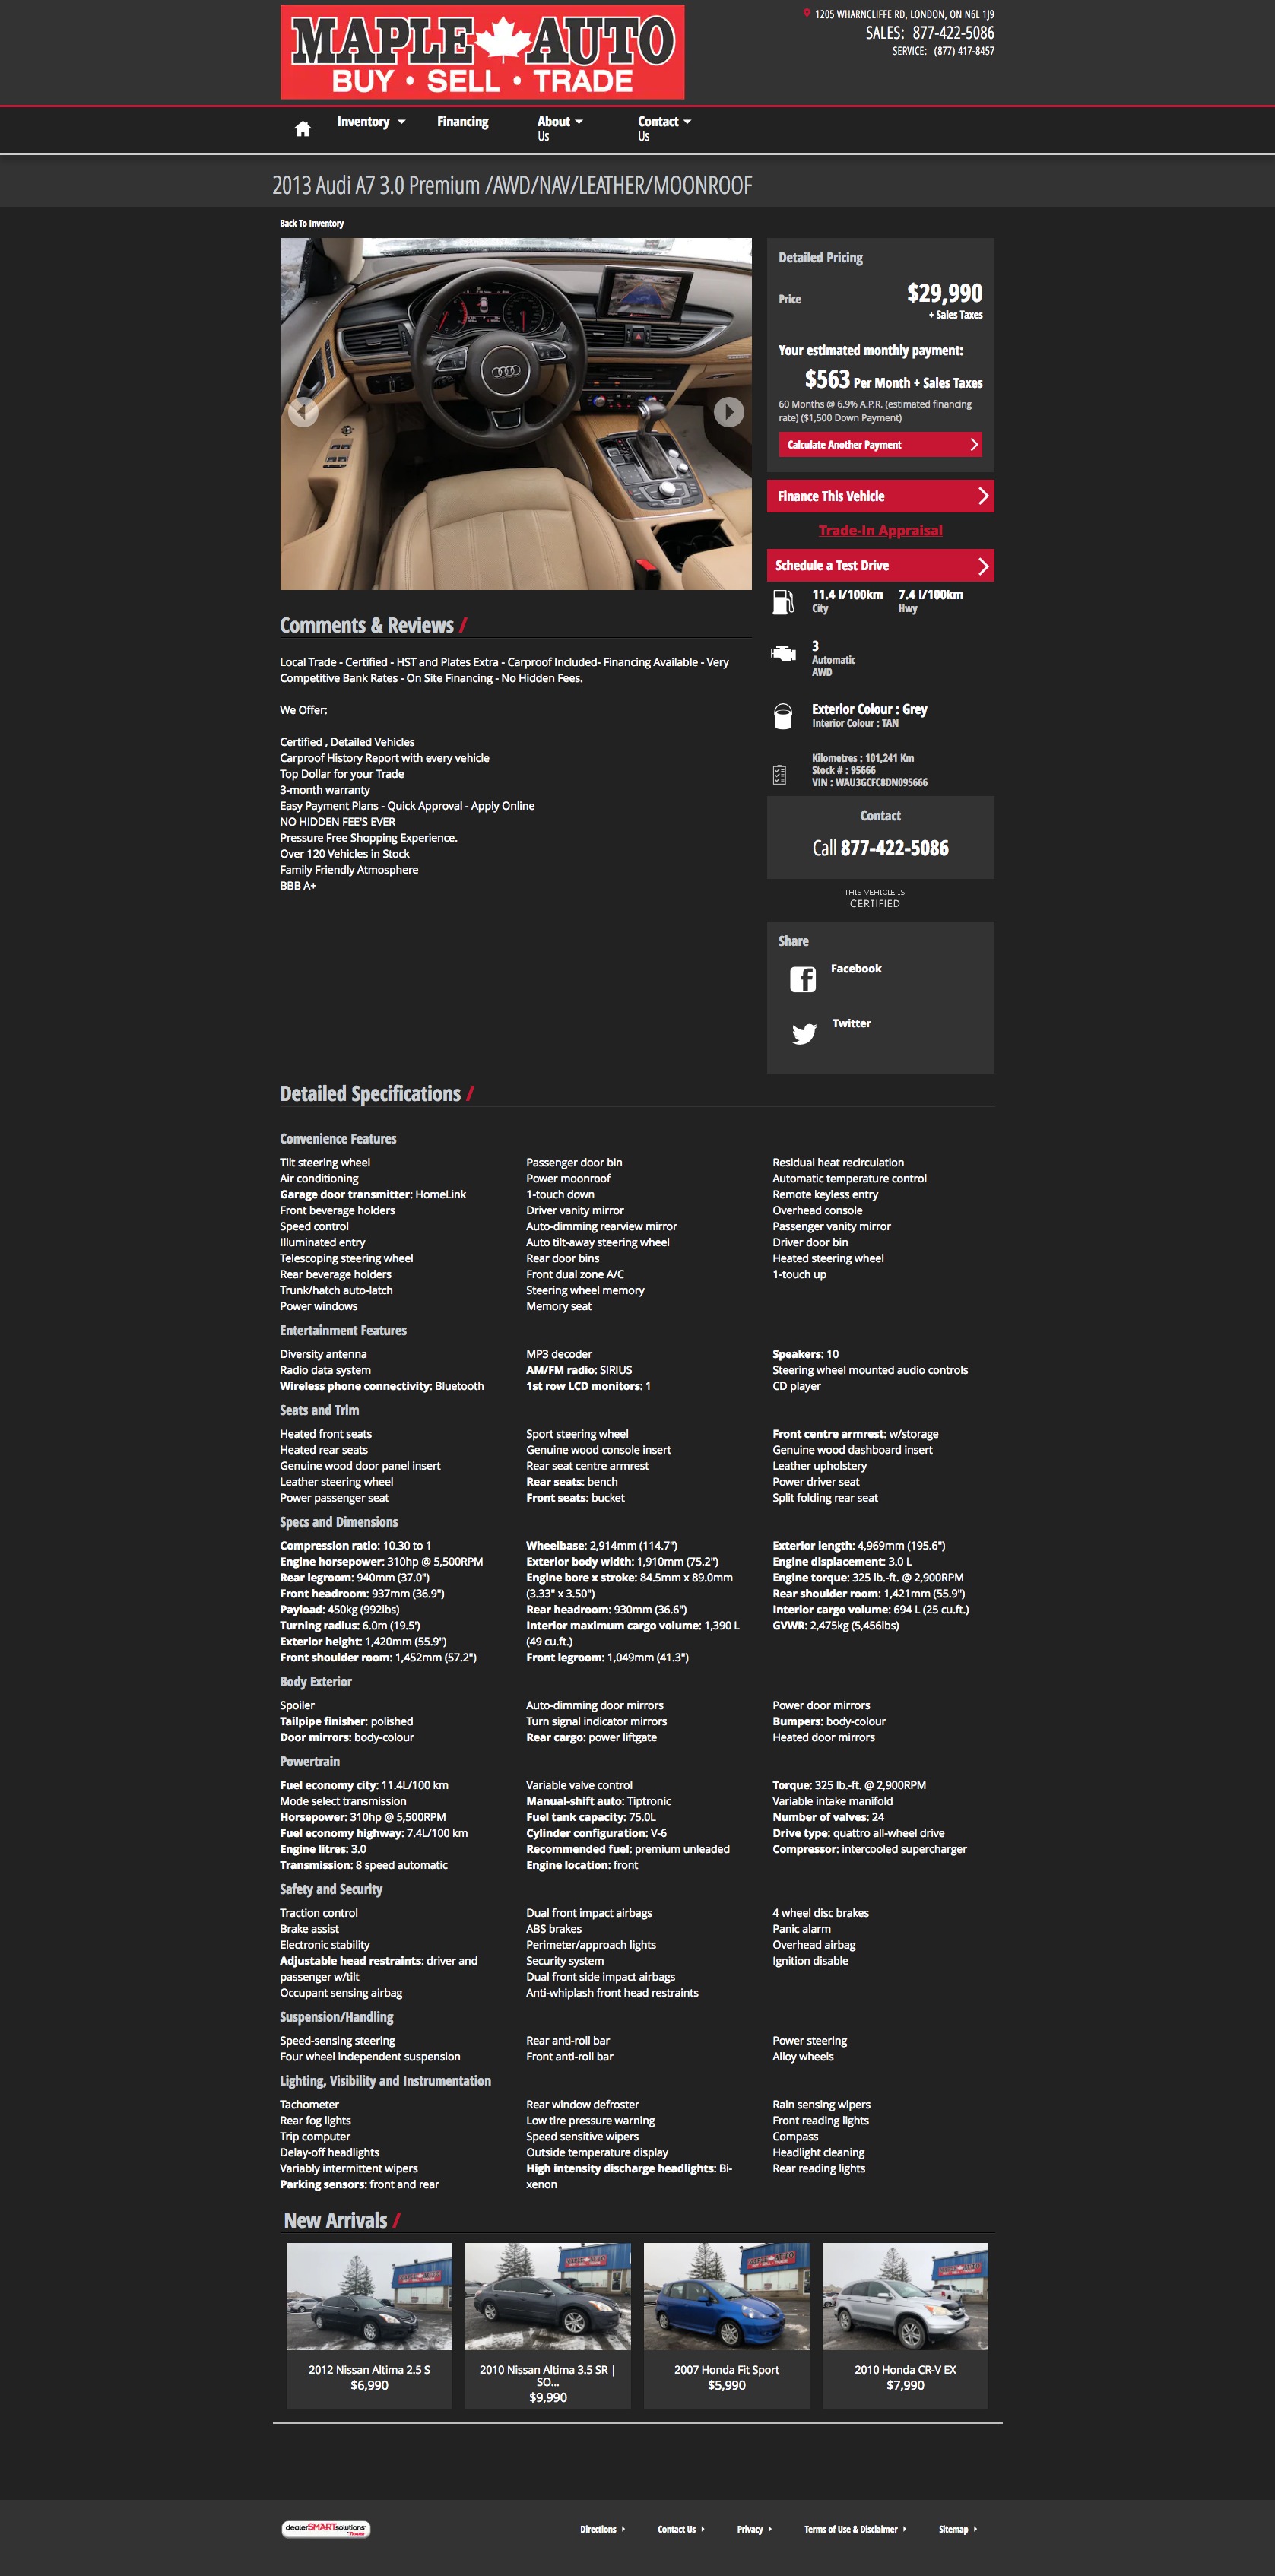 MAPLE AUTO
BUY • SELL • TRADE
1205 WHARNCLIFFE RD, LONDON, ON N6L 1J9
SALES: 877-422-5086
SERVICE: (877) 417-8457
Inventory
Financing
About
Us
Contact
Us
2013 Audi A7 3.0 Premium /AWD/NAV/LEATHER/MOONROOF
Back To Inventory
Detailed Pricing
Price
$29,990
+ Sales Taxes
Your estimated monthly payment:
$563 Per Month + Sales Taxes
60 Months @ 6.9% A.P.R. (estimated financing
rate) ($1,500 Down Payment)
Calculate Another Payment
Finance This Vehicle
Trade-In Appraisal
Schedule a Test Drive
11.4 l/100km 7.4 l/100km
City Hwy
3
Automatic
AWD
Exterior Colour : Grey
Interior Colour : TAN
Kilometres : 101,241 Km
Stock # : 95666
VIN : WAU3GCFC8DN095666
Contact
Call 877-422-5086
THIS VEHICLE IS
CERTIFIED
Share
Facebook
Twitter
Comments & Reviews /
Local Trade - Certified - HST and Plates Extra - Carproof Included- Financing Available - Very
Competitive Bank Rates - On Site Financing - No Hidden Fees.
We Offer:
Certified , Detailed Vehicles
Carproof History Report with every vehicle
Top Dollar for your Trade
3-month warranty
Easy Payment Plans - Quick Approval - Apply Online
NO HIDDEN FEE'S EVER
Pressure Free Shopping Experience.
Over 120 Vehicles in Stock
Family Friendly Atmosphere
BBB A+
Detailed Specifications /
Convenience Features
Tilt steering wheel
Air conditioning
Garage door transmitter: HomeLink
Front beverage holders
Speed control
Illuminated entry
Telescoping steering wheel
Rear beverage holders
Trunk/hatch auto-latch
Power windows
Passenger door bin
Power moonroof
1-touch down
Driver vanity mirror
Auto-dimming rearview mirror
Auto tilt-away steering wheel
Rear door bins
Front dual zone A/C
Steering wheel memory
Memory seat
Residual heat recirculation
Automatic temperature control
Remote keyless entry
Overhead console
Passenger vanity mirror
Driver door bin
Heated steering wheel
1-touch up
Entertainment Features
Diversity antenna
Radio data system
Wireless phone connectivity: Bluetooth
MP3 decoder
AM/FM radio: SIRIUS
1st row LCD monitors: 1
Speakers: 10
Steering wheel mounted audio controls
CD player
Seats and Trim
Heated front seats
Heated rear seats
Genuine wood door panel insert
Leather steering wheel
Power passenger seat
Sport steering wheel
Genuine wood console insert
Rear seat centre armrest
Rear seats: bench
Front seats: bucket
Front centre armrest: w/storage
Genuine wood dashboard insert
Leather upholstery
Power driver seat
Split folding rear seat
Specs and Dimensions
Compression ratio: 10.30 to 1
Engine horsepower: 310hp @ 5,500RPM
Rear legroom: 940mm (37.0")
Front headroom: 937mm (36.9")
Payload: 450kg (992lbs)
Turning radius: 6.0m (19.5')
Exterior height: 1,420mm (55.9")
Front shoulder room: 1,452mm (57.2")
Wheelbase: 2,914mm (114.7")
Exterior body width: 1,910mm (75.2")
Engine bore x stroke: 84.5mm x 89.0mm
(3.33" x 3.50")
Rear headroom: 930mm (36.6")
Interior maximum cargo volume: 1,390 L
(49 cu.ft.)
Front legroom: 1,049mm (41.3")
Exterior length: 4,969mm (195.6")
Engine displacement: 3.0 L
Engine torque: 325 lb.-ft. @ 2,900RPM
Rear shoulder room: 1,421mm (55.9")
Interior cargo volume: 694 L (25 cu.ft.)
GVWR: 2,475kg (5,456lbs)
Body Exterior
Spoiler
Tailpipe finisher: polished
Door mirrors: body-colour
Auto-dimming door mirrors
Turn signal indicator mirrors
Rear cargo: power liftgate
Power door mirrors
Bumpers: body-colour
Heated door mirrors
Powertrain
Fuel economy city: 11.4L/100 km
Mode select transmission
Horsepower: 310hp @ 5,500RPM
Fuel economy highway: 7.4L/100 km
Engine litres: 3.0
Transmission: 8 speed automatic
Variable valve control
Manual-shift auto: Tiptronic
Fuel tank capacity: 75.0L
Cylinder configuration: V-6
Recommended fuel: premium unleaded
Engine location: front
Torque: 325 lb.-ft. @ 2,900RPM
Variable intake manifold
Number of valves: 24
Drive type: quattro all-wheel drive
Compressor: intercooled supercharger
Safety and Security
Traction control
Brake assist
Electronic stability
Adjustable head restraints: driver and
passenger w/tilt
Occupant sensing airbag
Dual front impact airbags
ABS brakes
Perimeter/approach lights
Security system
Dual front side impact airbags
Anti-whiplash front head restraints
4 wheel disc brakes
Panic alarm
Overhead airbag
Ignition disable
Suspension/Handling
Speed-sensing steering
Four wheel independent suspension
Rear anti-roll bar
Front anti-roll bar
Power steering
Alloy wheels
Lighting, Visibility and Instrumentation
Tachometer
Rear fog lights
Trip computer
Delay-off headlights
Variably intermittent wipers
Parking sensors: front and rear
Rear window defroster
Low tire pressure warning
Speed sensitive wipers
Outside temperature display
High intensity discharge headlights: Bi-
xenon
Rain sensing wipers
Front reading lights
Compass
Headlight cleaning
Rear reading lights
New Arrivals /
2012 Nissan Altima 2.5 S
$6,990
2010 Nissan Altima 3.5 SR |
SO...
$9,990
2007 Honda Fit Sport
$5,990
2010 Honda CR-V EX
$7,990
dealerSMARTsolutions
Directions
Contact Us
Privacy
Terms of Use & Disclaimer
Sitemap